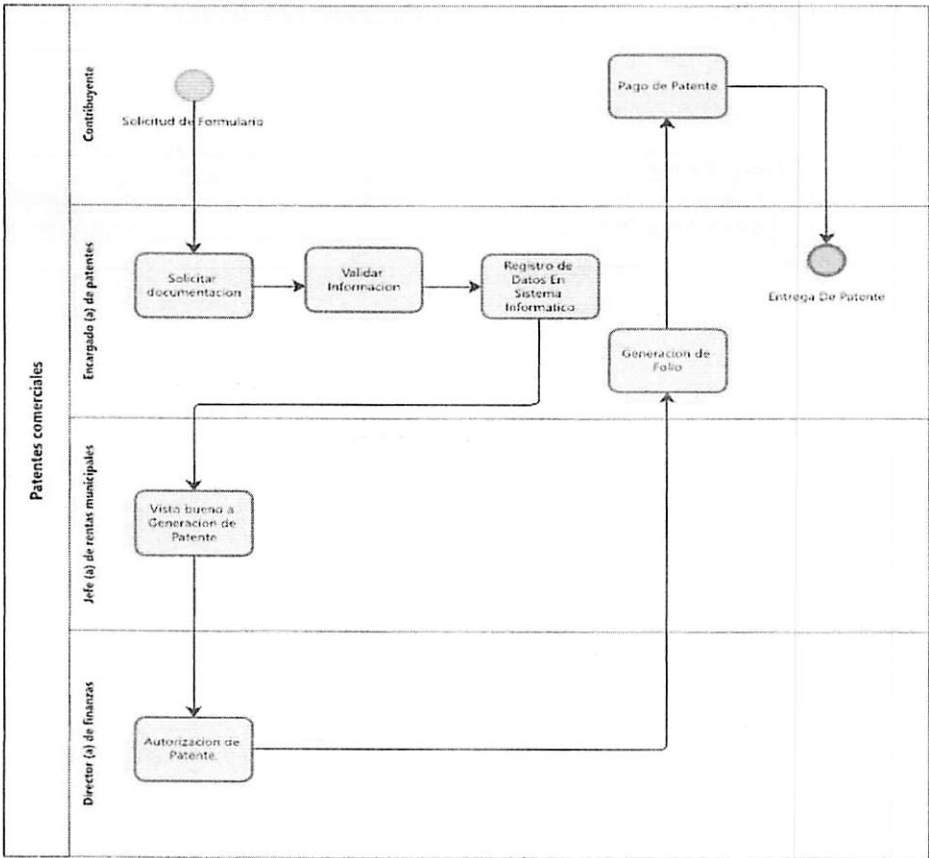 Patentes comerciales
Contribuyente
Solicitud de Formulario
Pago de Patente
Encargado (a) de patentes
Solicitar
documentacion
Validar
Informacion
Registro de
Datos En
Sistema
Informatico
Generacion de
Folio
Entrega De Patente
Jefe (a) de rentas municipales
Visto bueno a
Generacion de
Patente
Director (a) de finanzas
Autorizacion de
Patente.